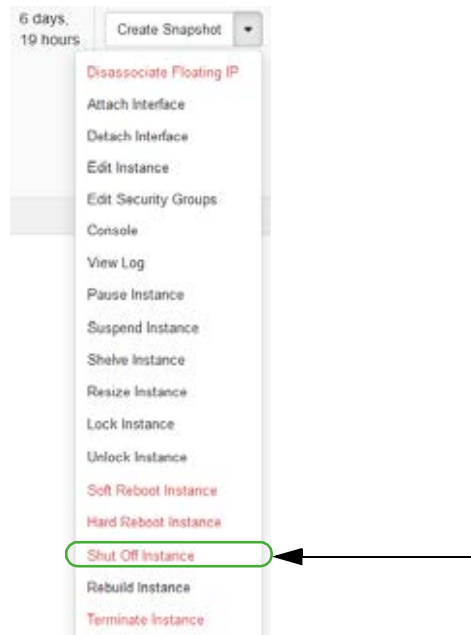 6 days,
19 hours
Create Snapshot
Disassociate Floating IP
Attach Interface
Detach Interface
Edit Instance
Edit Security Groups
Console
View Log
Pause Instance
Suspend Instance
Shelve Instance
Resize Instance
Lock Instance
Unlock Instance
Soft Reboot Instance
Hard Reboot Instance
Shut Off Instance
Rebuild Instance
Terminate Instance